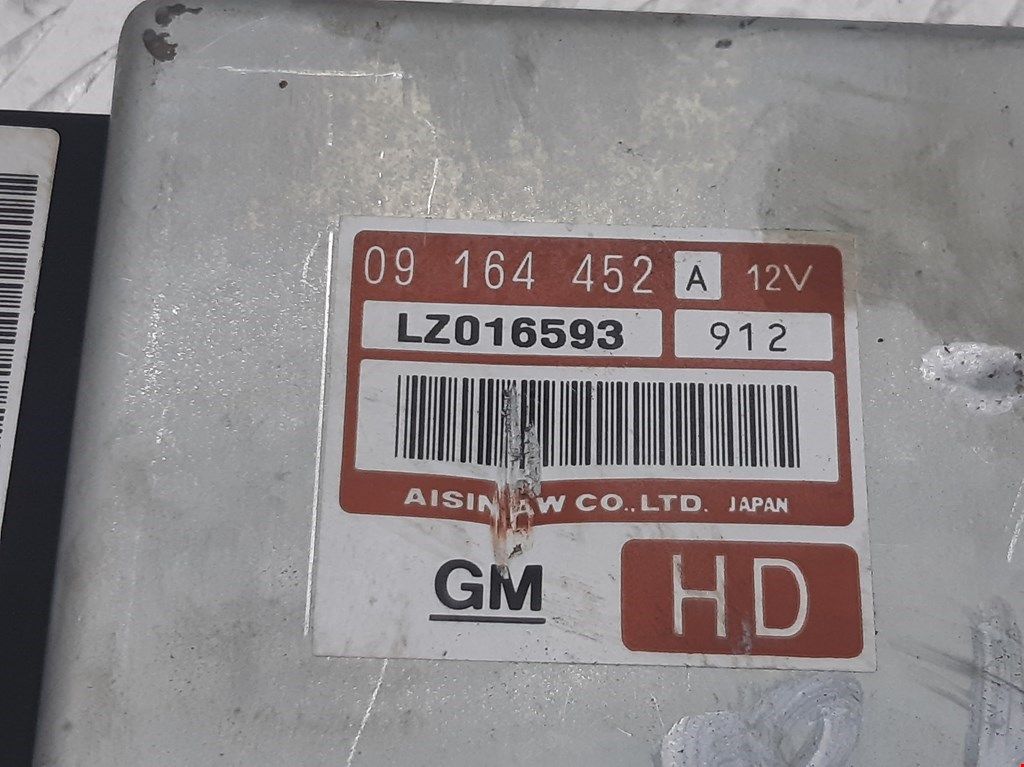 09 164 452 A 12V
LZ016593 912
AISIN AW CO.,LTD. JAPAN
GM HD